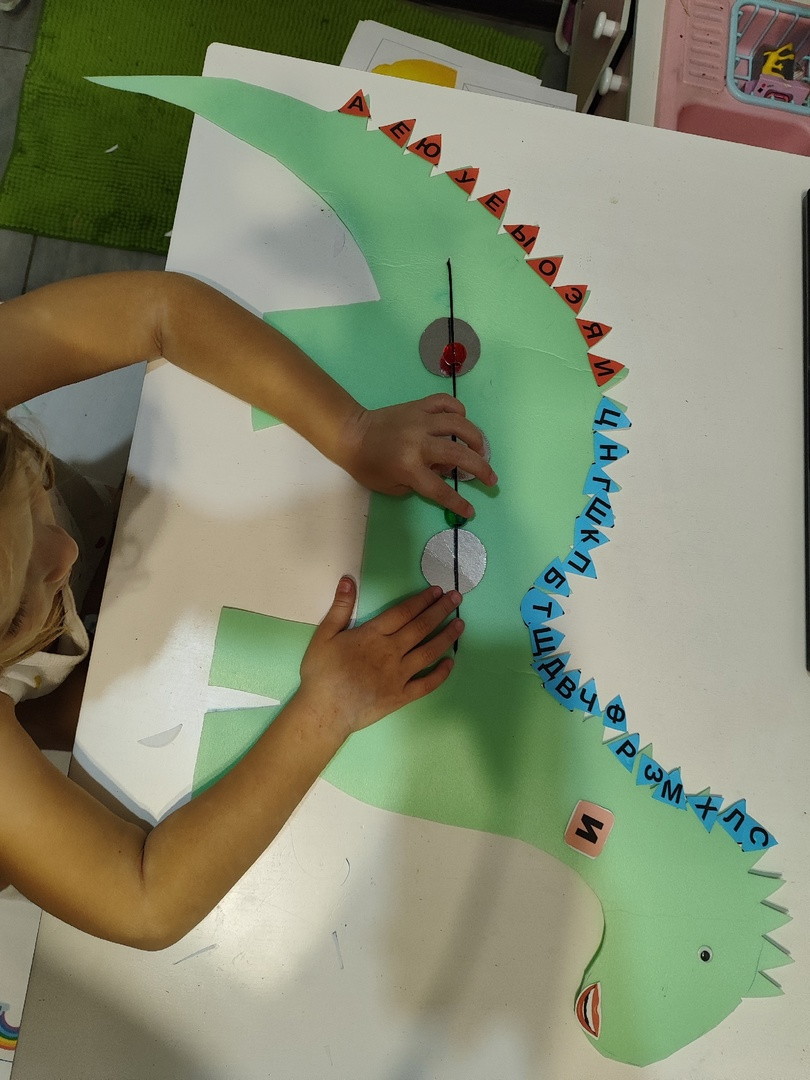 А Е Ю У Е Ы О Э Я И
Ц Н Г Ш К П Б Т Щ Д В Ч Ф Р З М Х Л С
И